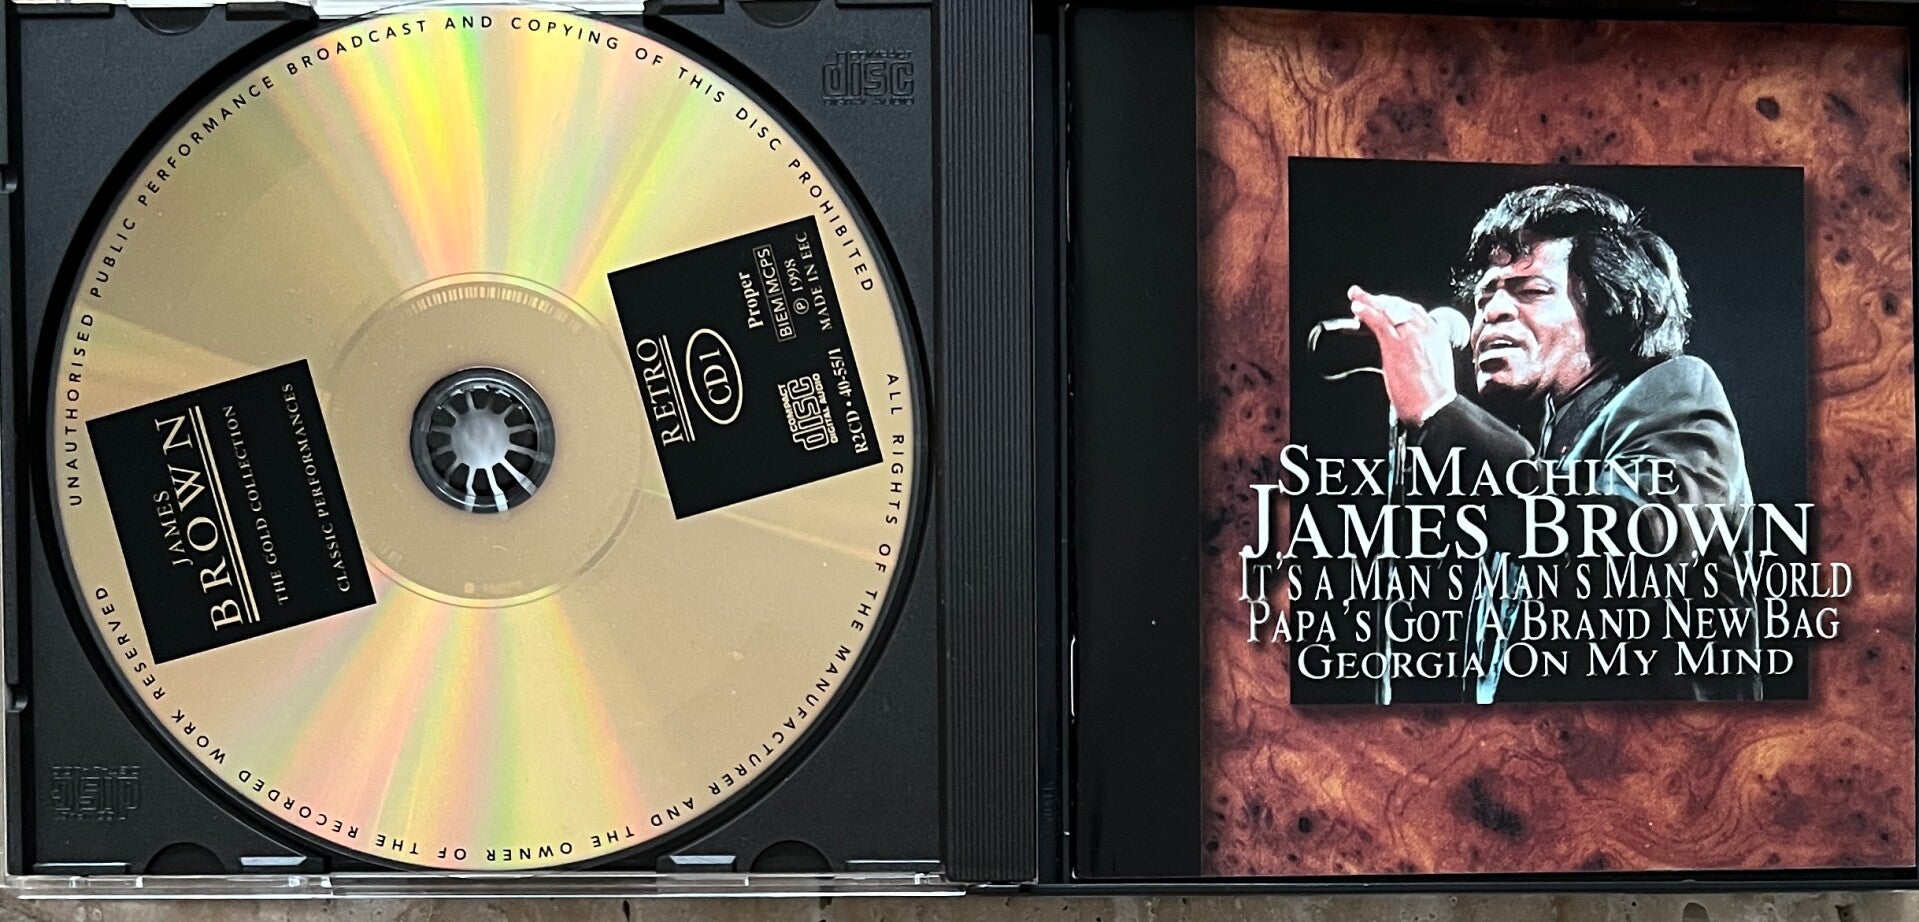 UNAUTHORISED PUBLIC PERFORMANCE BROADCAST AND COPYING OF THIS DISC PROHIBITED
ALL RIGHTS OF THE MANUFACTURER AND THE OWNER OF THE RECORDED WORK RESERVED
JAMES
BROWN
THE GOLD COLLECTION
CLASSIC PERFORMANCES
RETRO
CD1
Proper
BIEM/MCPS
℗ 1998
MADE IN EEC
COMPACT
disc
DIGITAL AUDIO
R2CD • 40-55/1
disc
disc
SEX MACHINE
JAMES BROWN
IT'S A MAN'S MAN'S MAN'S WORLD
PAPA'S GOT A BRAND NEW BAG
GEORGIA ON MY MIND